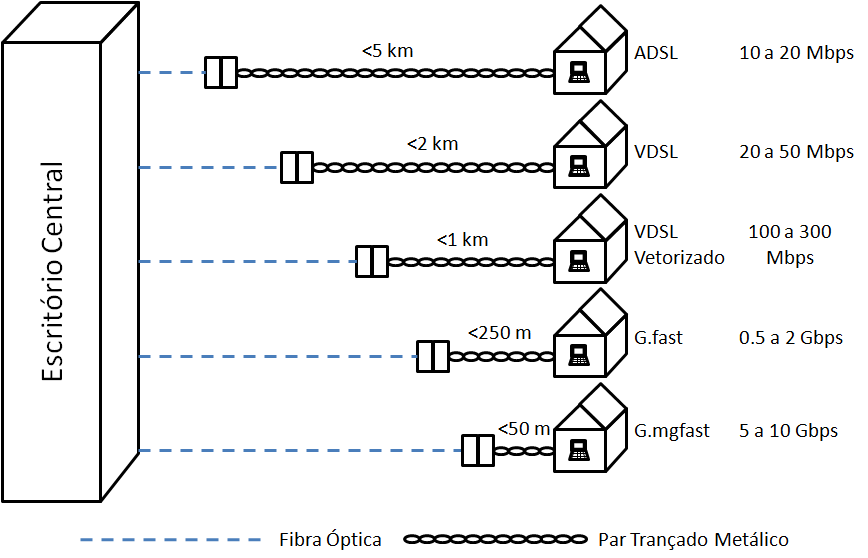 Escritório Central
<5 km
ADSL 10 a 20 Mbps
<2 km
VDSL 20 a 50 Mbps
<1 km
VDSL 100 a 300
Vetorizado Mbps
<250 m
G.fast 0.5 a 2 Gbps
<50 m
G.mgfast 5 a 10 Gbps
Fibra Óptica Par Trançado Metálico